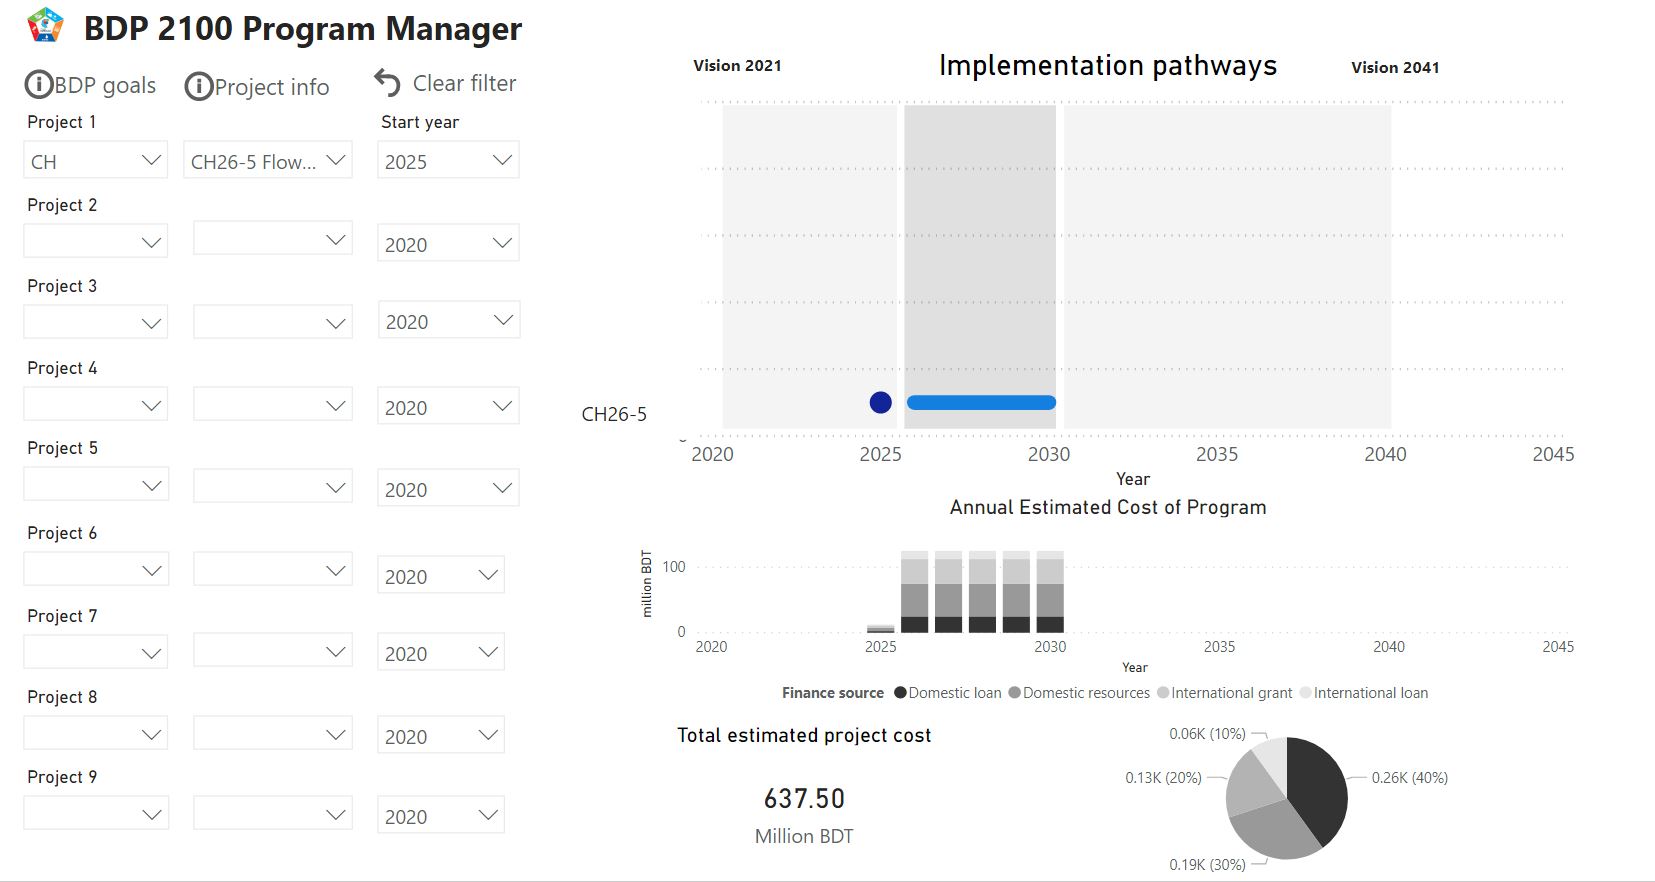 BDP 2100 Program Manager
BDP goals
Project info
Clear filter
Project 1
Start year
CH
CH26-5 Flow...
2025
Project 2
2020
Project 3
2020
Project 4
2020
Project 5
2020
Project 6
2020
Project 7
2020
Project 8
2020
Project 9
2020
Vision 2021
Implementation pathways
Vision 2041
CH26-5
2020 2025 2030 2035 2040 2045
Year
Annual Estimated Cost of Program
million BDT
100
0
2020 2025 2030 2035 2040 2045
Year
Finance source Domestic loan Domestic resources International grant International loan
Total estimated project cost
637.50
Million BDT
0.06K (10%)
0.13K (20%)
0.26K (40%)
0.19K (30%)